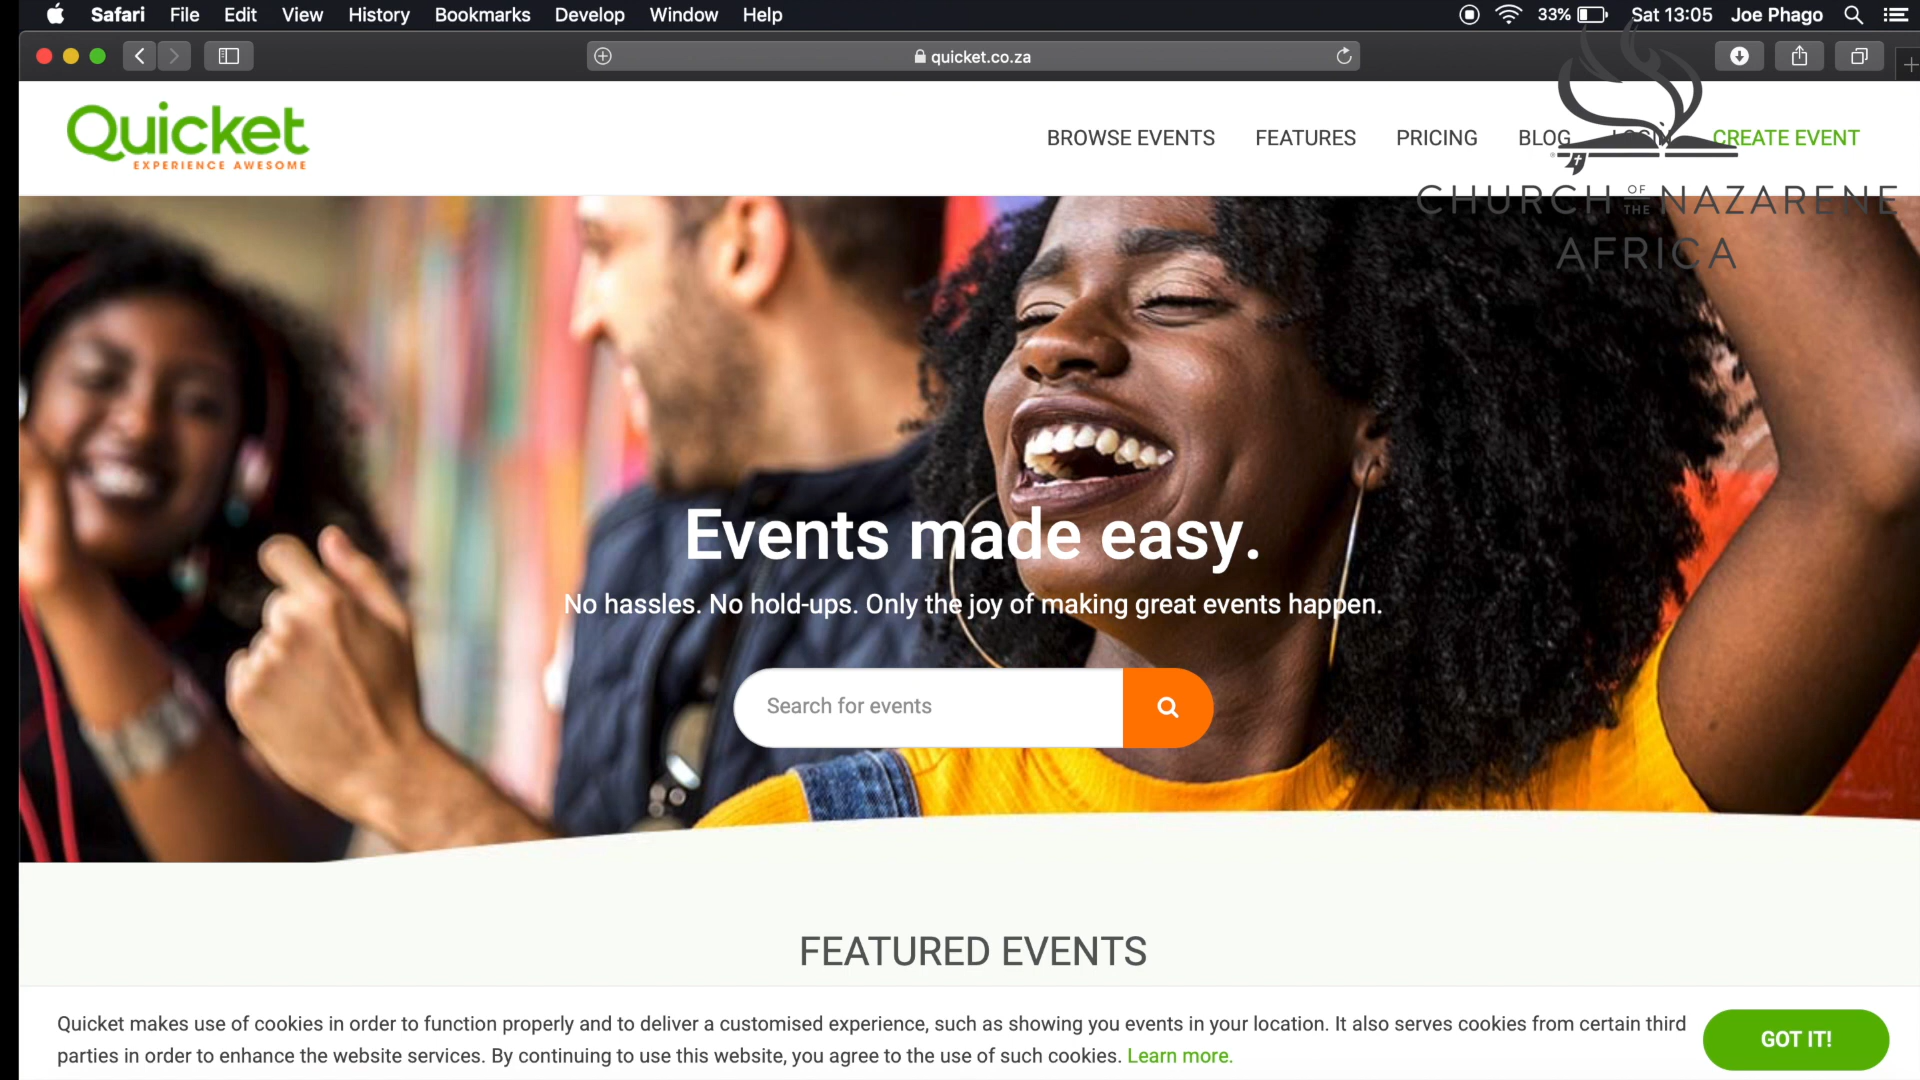 Safari File Edit View History Bookmarks Develop Window Help 33% Sat 13:05 Joe Phago
quicket.co.za
Quicket
EXPERIENCE AWESOME
BROWSE EVENTS FEATURES PRICING BLOG LOGIN CREATE EVENT
CHURCH OF THE NAZARENE
AFRICA
Events made easy.
No hassles. No hold-ups. Only the joy of making great events happen.
Search for events
FEATURED EVENTS
Quicket makes use of cookies in order to function properly and to deliver a customised experience, such as showing you events in your location. It also serves cookies from certain third
parties in order to enhance the website services. By continuing to use this website, you agree to the use of such cookies. Learn more.
GOT IT!